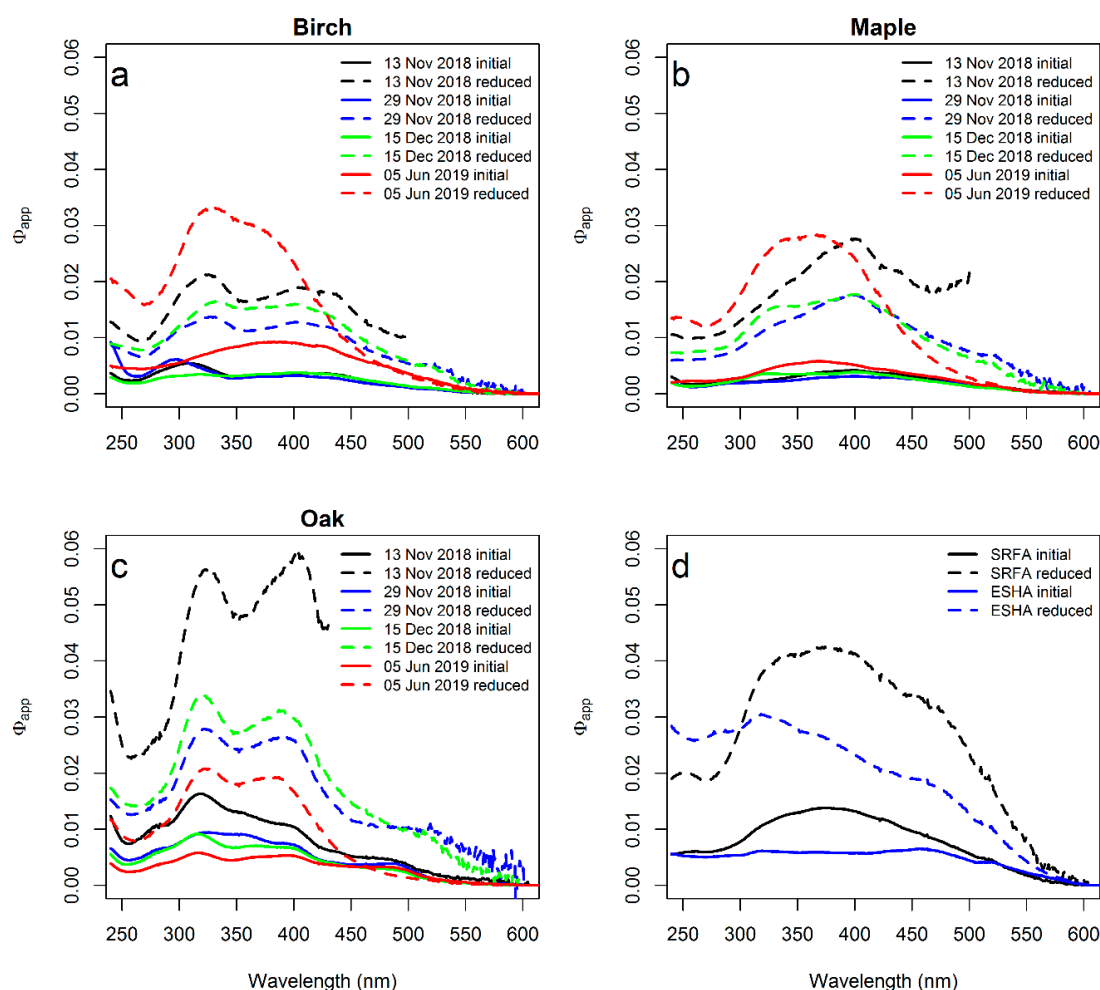 Birch
a
13 Nov 2018 initial
13 Nov 2018 reduced
29 Nov 2018 initial
29 Nov 2018 reduced
15 Dec 2018 initial
15 Dec 2018 reduced
05 Jun 2019 initial
05 Jun 2019 reduced
Φapp
0.00 0.01 0.02 0.03 0.04 0.05 0.06
250 300 350 400 450 500 550 600
Maple
b
13 Nov 2018 initial
13 Nov 2018 reduced
29 Nov 2018 initial
29 Nov 2018 reduced
15 Dec 2018 initial
15 Dec 2018 reduced
05 Jun 2019 initial
05 Jun 2019 reduced
Φapp
0.00 0.01 0.02 0.03 0.04 0.05 0.06
250 300 350 400 450 500 550 600
Oak
c
13 Nov 2018 initial
13 Nov 2018 reduced
29 Nov 2018 initial
29 Nov 2018 reduced
15 Dec 2018 initial
15 Dec 2018 reduced
05 Jun 2019 initial
05 Jun 2019 reduced
Φapp
0.00 0.01 0.02 0.03 0.04 0.05 0.06
250 300 350 400 450 500 550 600
Wavelength (nm)
d
SRFA initial
SRFA reduced
ESHA initial
ESHA reduced
Φapp
0.00 0.01 0.02 0.03 0.04 0.05 0.06
250 300 350 400 450 500 550 600
Wavelength (nm)